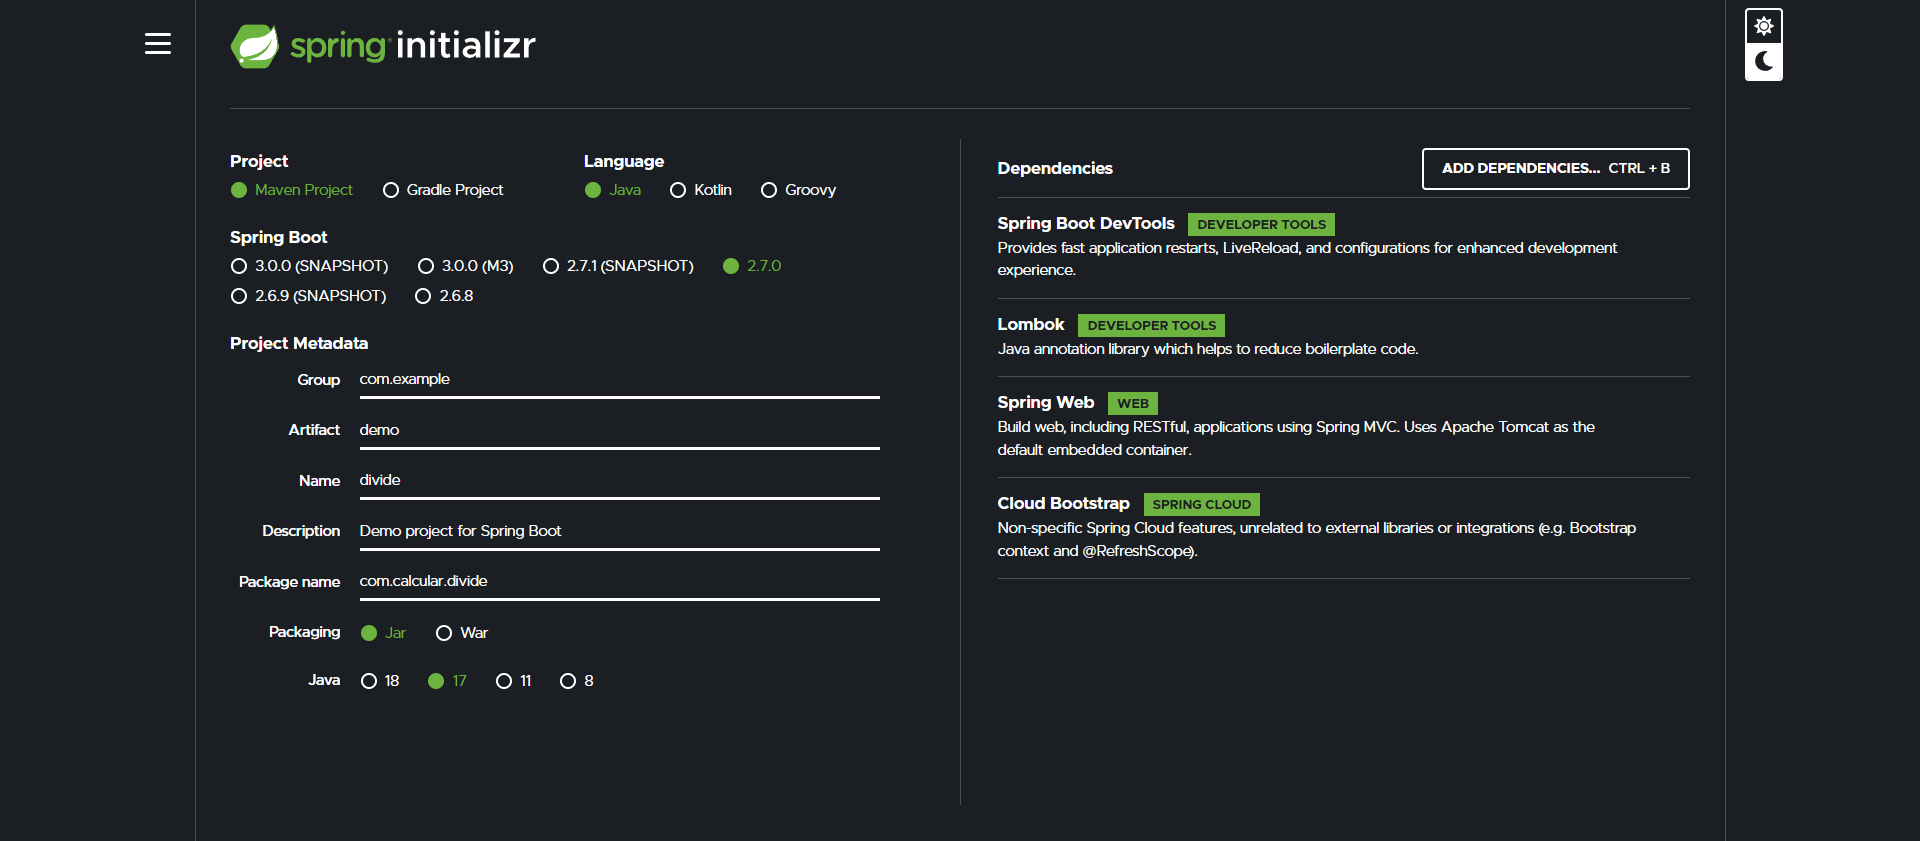 spring initializr
Project
Maven Project Gradle Project
Language
Java Kotlin Groovy
Spring Boot
3.0.0 (SNAPSHOT) 3.0.0 (M3) 2.7.1 (SNAPSHOT) 2.7.0
2.6.9 (SNAPSHOT) 2.6.8
Project Metadata
Group com.example
Artifact demo
Name divide
Description Demo project for Spring Boot
Package name com.calcular.divide
Packaging Jar War
Java 18 17 11 8
Dependencies ADD DEPENDENCIES... CTRL + B
Spring Boot DevTools DEVELOPER TOOLS
Provides fast application restarts, LiveReload, and configurations for enhanced development
experience.
Lombok DEVELOPER TOOLS
Java annotation library which helps to reduce boilerplate code.
Spring Web WEB
Build web, including RESTful, applications using Spring MVC. Uses Apache Tomcat as the
default embedded container.
Cloud Bootstrap SPRING CLOUD
Non-specific Spring Cloud features, unrelated to external libraries or integrations (e.g. Bootstrap
context and @RefreshScope).